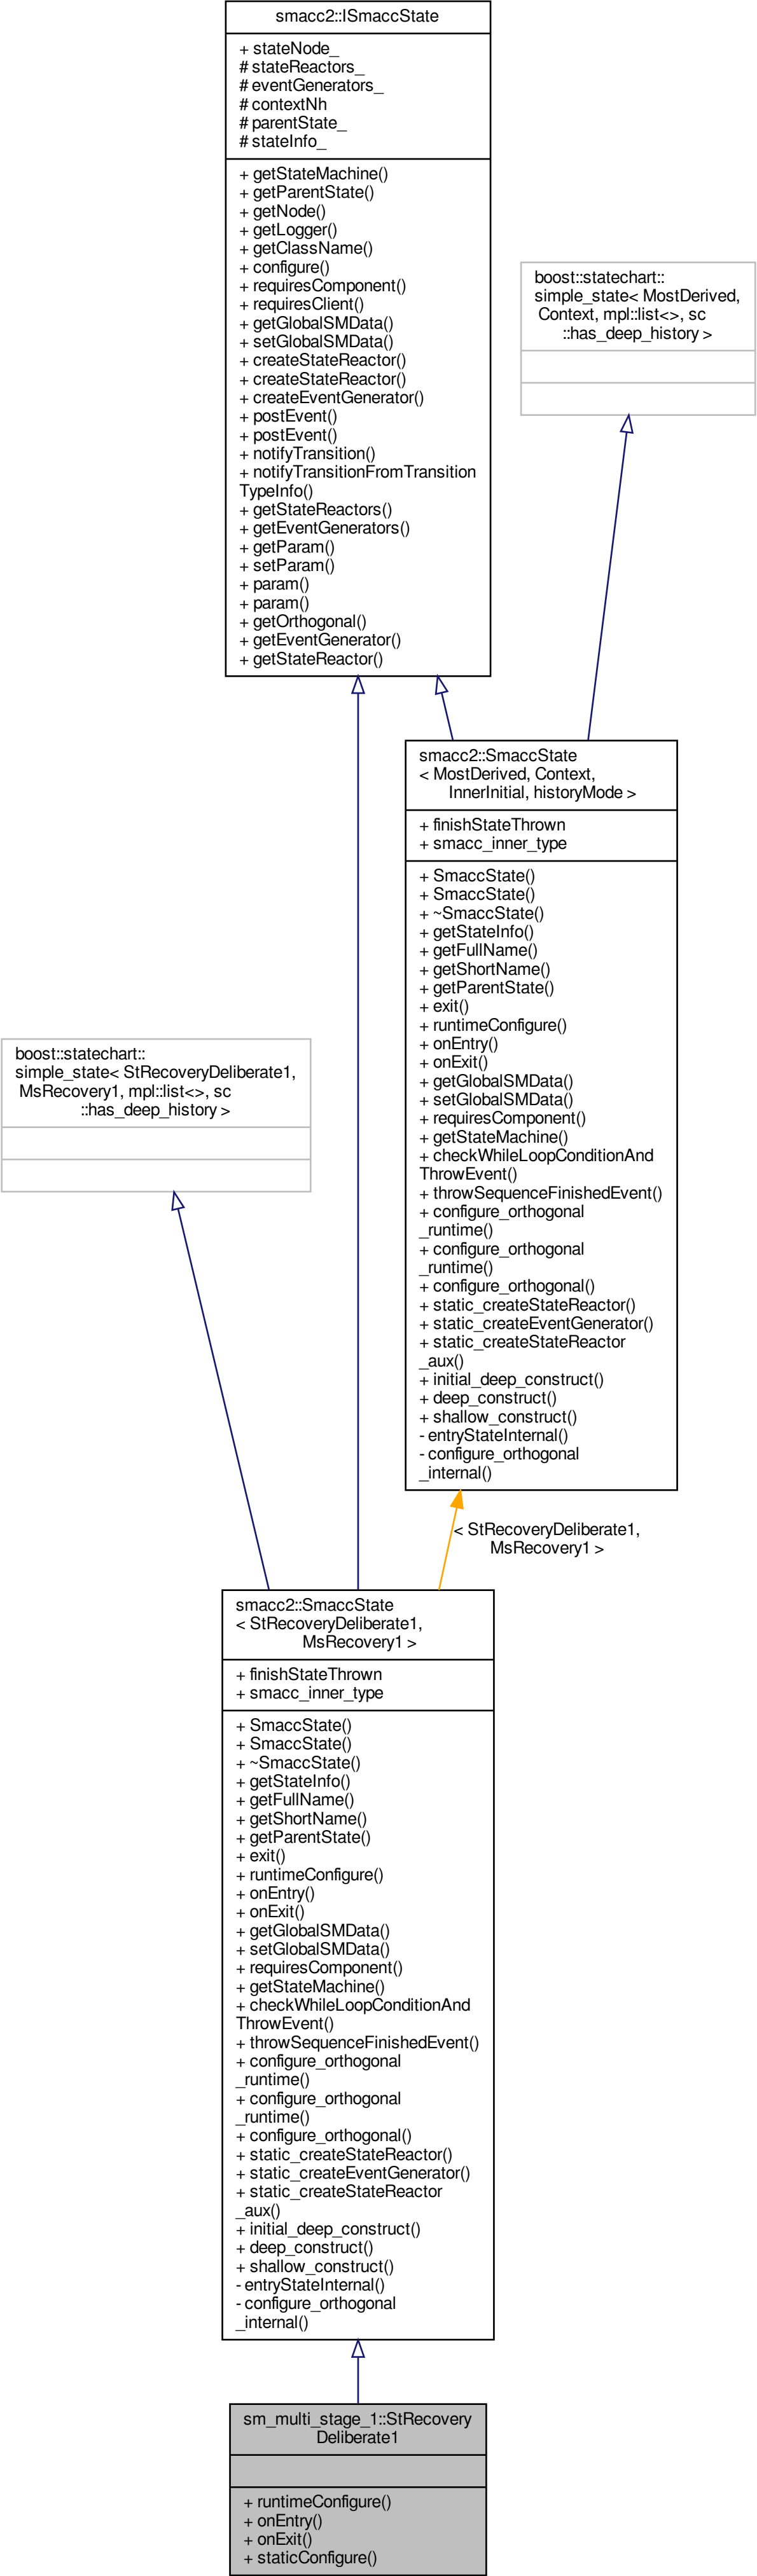 smacc2::ISmaccState
+ stateNode_
# stateReactors_
# eventGenerators_
# contextNh
# parentState_
# stateInfo_
+ getStateMachine()
+ getParentState()
+ getNode()
+ getLogger()
+ getClassName()
+ configure()
+ requiresComponent()
+ requiresClient()
+ getGlobalSMData()
+ setGlobalSMData()
+ createStateReactor()
+ createStateReactor()
+ createEventGenerator()
+ postEvent()
+ postEvent()
+ notifyTransition()
+ notifyTransitionFromTransition
TypeInfo()
+ getStateReactors()
+ getEventGenerators()
+ getParam()
+ setParam()
+ param()
+ param()
+ getOrthogonal()
+ getEventGenerator()
+ getStateReactor()
boost::statechart::
simple_state< MostDerived,
Context, mpl::list<>, sc
::has_deep_history >
smacc2::SmaccState
< MostDerived, Context,
InnerInitial, historyMode >
+ finishStateThrown
+ smacc_inner_type
+ SmaccState()
+ SmaccState()
+ ~SmaccState()
+ getStateInfo()
+ getFullName()
+ getShortName()
+ getParentState()
+ exit()
+ runtimeConfigure()
+ onEntry()
+ onExit()
+ getGlobalSMData()
+ setGlobalSMData()
+ requiresComponent()
+ getStateMachine()
+ checkWhileLoopConditionAnd
ThrowEvent()
+ throwSequenceFinishedEvent()
+ configure_orthogonal
_runtime()
+ configure_orthogonal
_runtime()
+ configure_orthogonal()
+ static_createStateReactor()
+ static_createEventGenerator()
+ static_createStateReactor
_aux()
+ initial_deep_construct()
+ deep_construct()
+ shallow_construct()
- entryStateInternal()
- configure_orthogonal
_internal()
boost::statechart::
simple_state< StRecoveryDeliberate1,
MsRecovery1, mpl::list<>, sc
::has_deep_history >
< StRecoveryDeliberate1,
MsRecovery1 >
smacc2::SmaccState
< StRecoveryDeliberate1,
MsRecovery1 >
+ finishStateThrown
+ smacc_inner_type
+ SmaccState()
+ SmaccState()
+ ~SmaccState()
+ getStateInfo()
+ getFullName()
+ getShortName()
+ getParentState()
+ exit()
+ runtimeConfigure()
+ onEntry()
+ onExit()
+ getGlobalSMData()
+ setGlobalSMData()
+ requiresComponent()
+ getStateMachine()
+ checkWhileLoopConditionAnd
ThrowEvent()
+ throwSequenceFinishedEvent()
+ configure_orthogonal
_runtime()
+ configure_orthogonal
_runtime()
+ configure_orthogonal()
+ static_createStateReactor()
+ static_createEventGenerator()
+ static_createStateReactor
_aux()
+ initial_deep_construct()
+ deep_construct()
+ shallow_construct()
- entryStateInternal()
- configure_orthogonal
_internal()
sm_multi_stage_1::StRecovery
Deliberate1
+ runtimeConfigure()
+ onEntry()
+ onExit()
+ staticConfigure()